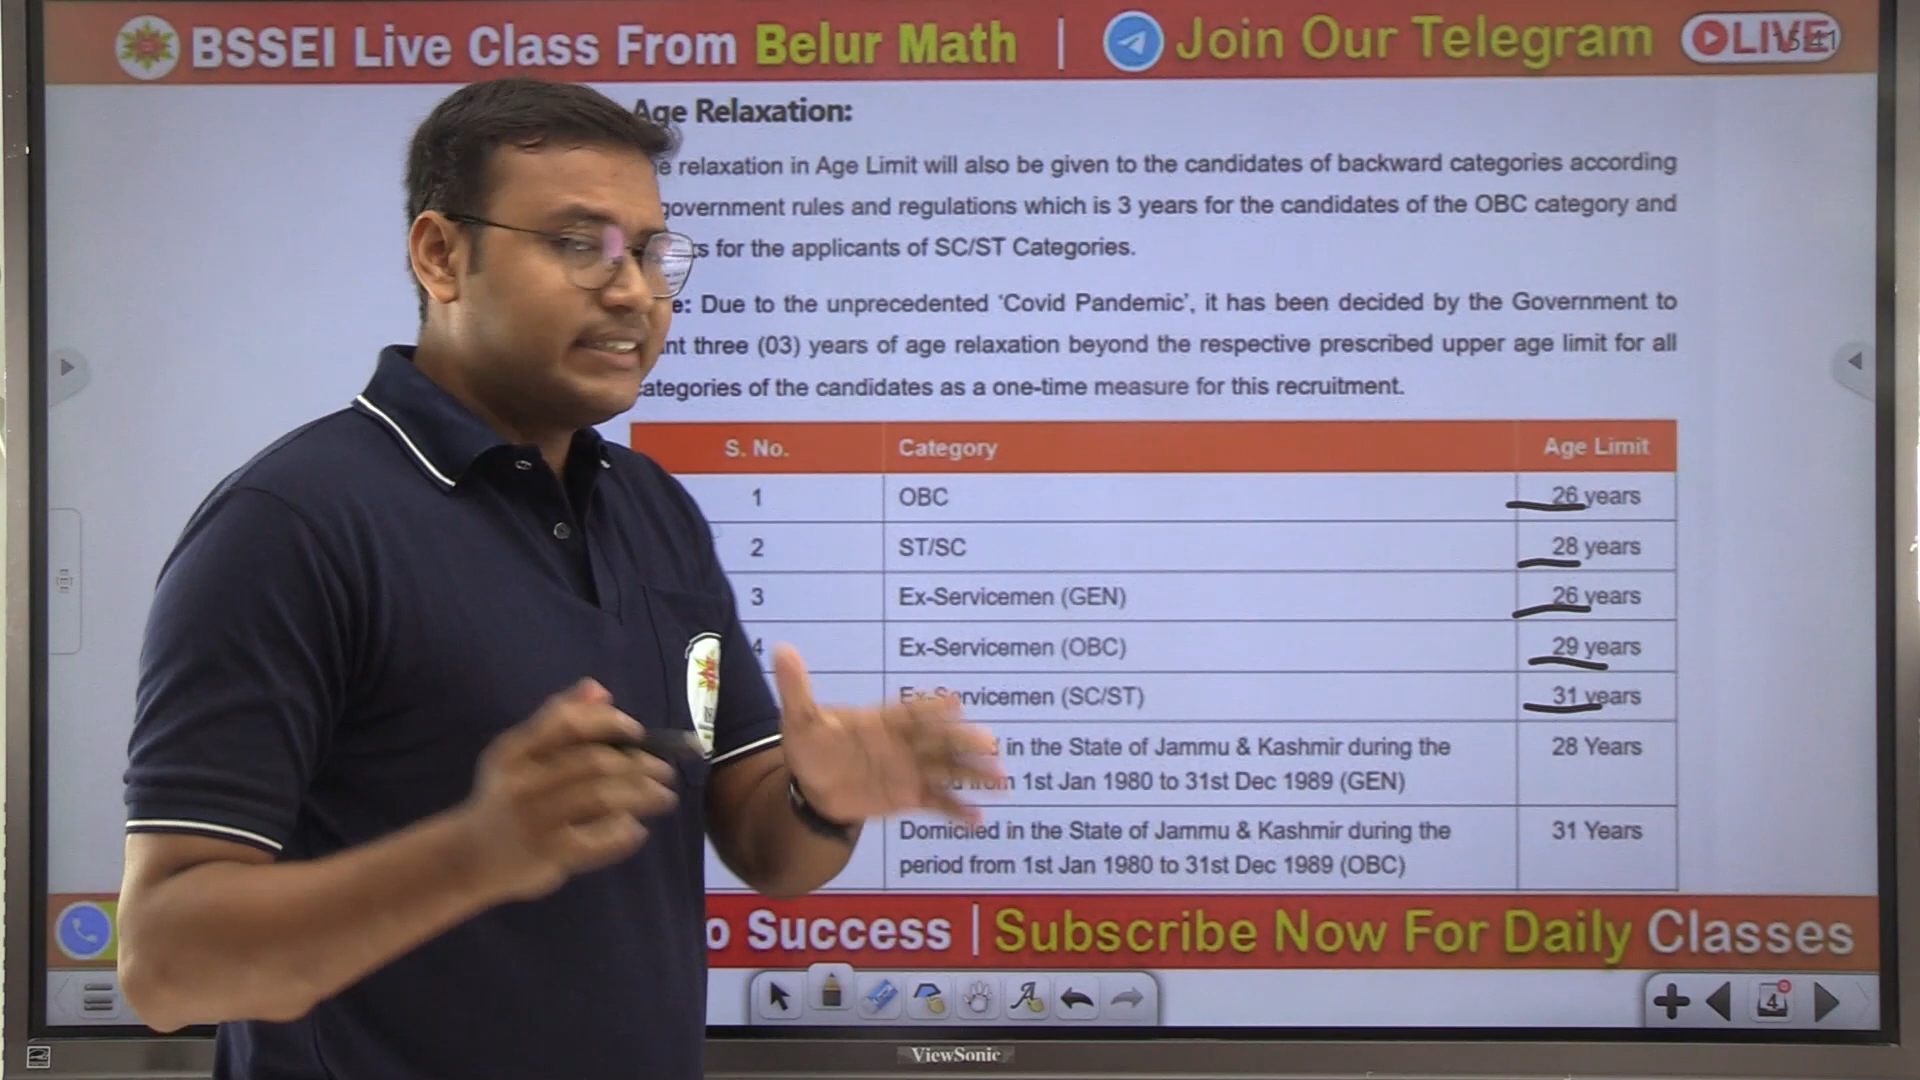 BSSEI Live Class From Belur Math | Join Our Telegram LIVE
15:41
Age Relaxation:
relaxation in Age Limit will also be given to the candidates of backward categories according
government rules and regulations which is 3 years for the candidates of the OBC category and
for the applicants of SC/ST Categories.
Due to the unprecedented ‘Covid Pandemic’, it has been decided by the Government to
three (03) years of age relaxation beyond the respective prescribed upper age limit for all
categories of the candidates as a one-time measure for this recruitment.
S. No. Category Age Limit
1 OBC 26 years
2 ST/SC 28 years
3 Ex-Servicemen (GEN) 26 years
4 Ex-Servicemen (OBC) 29 years
Ex-Servicemen (SC/ST) 31 years
in the State of Jammu & Kashmir during the 28 Years
from 1st Jan 1980 to 31st Dec 1989 (GEN)
Domiciled in the State of Jammu & Kashmir during the 31 Years
period from 1st Jan 1980 to 31st Dec 1989 (OBC)
Success | Subscribe Now For Daily Classes
4
ViewSonic